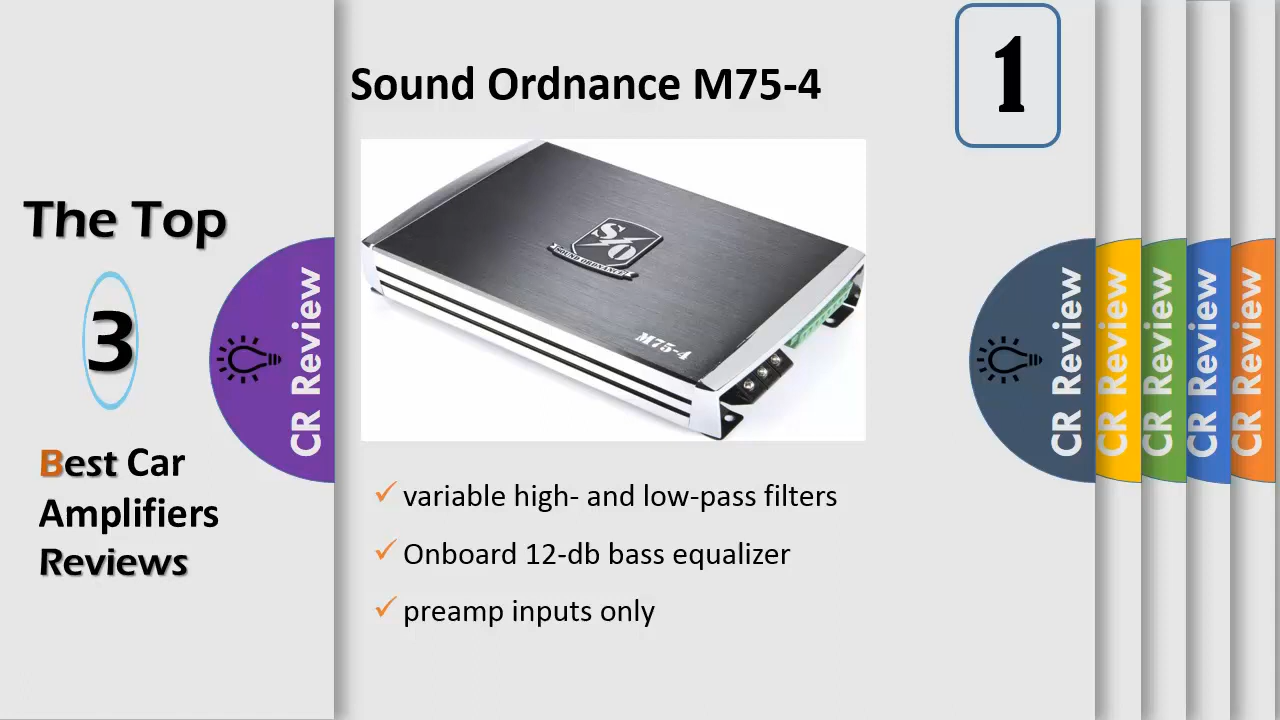 The Top
3
Best Car
Amplifiers
Reviews
CR Review
Sound Ordnance M75-4
1
S/O
SOUND ORDNANCE
M75-4
variable high- and low-pass filters
Onboard 12-db bass equalizer
preamp inputs only
CR Review
CR Review
CR Review
CR Review
CR Review